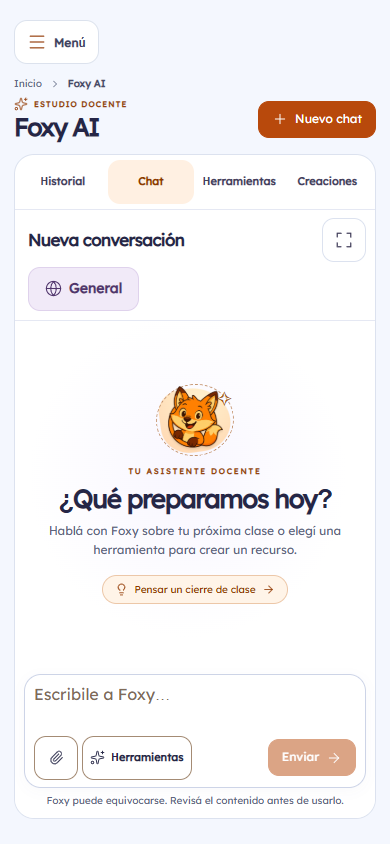 Menú
Inicio > Foxy AI
ESTUDIO DOCENTE
Foxy AI
+ Nuevo chat
Historial Chat Herramientas Creaciones
Nueva conversación
General
TU ASISTENTE DOCENTE
¿Qué preparamos hoy?
Hablá con Foxy sobre tu próxima clase o elegí una
herramienta para crear un recurso.
Pensar un cierre de clase →
Escribile a Foxy...
Herramientas Enviar →
Foxy puede equivocarse. Revisá el contenido antes de usarlo.